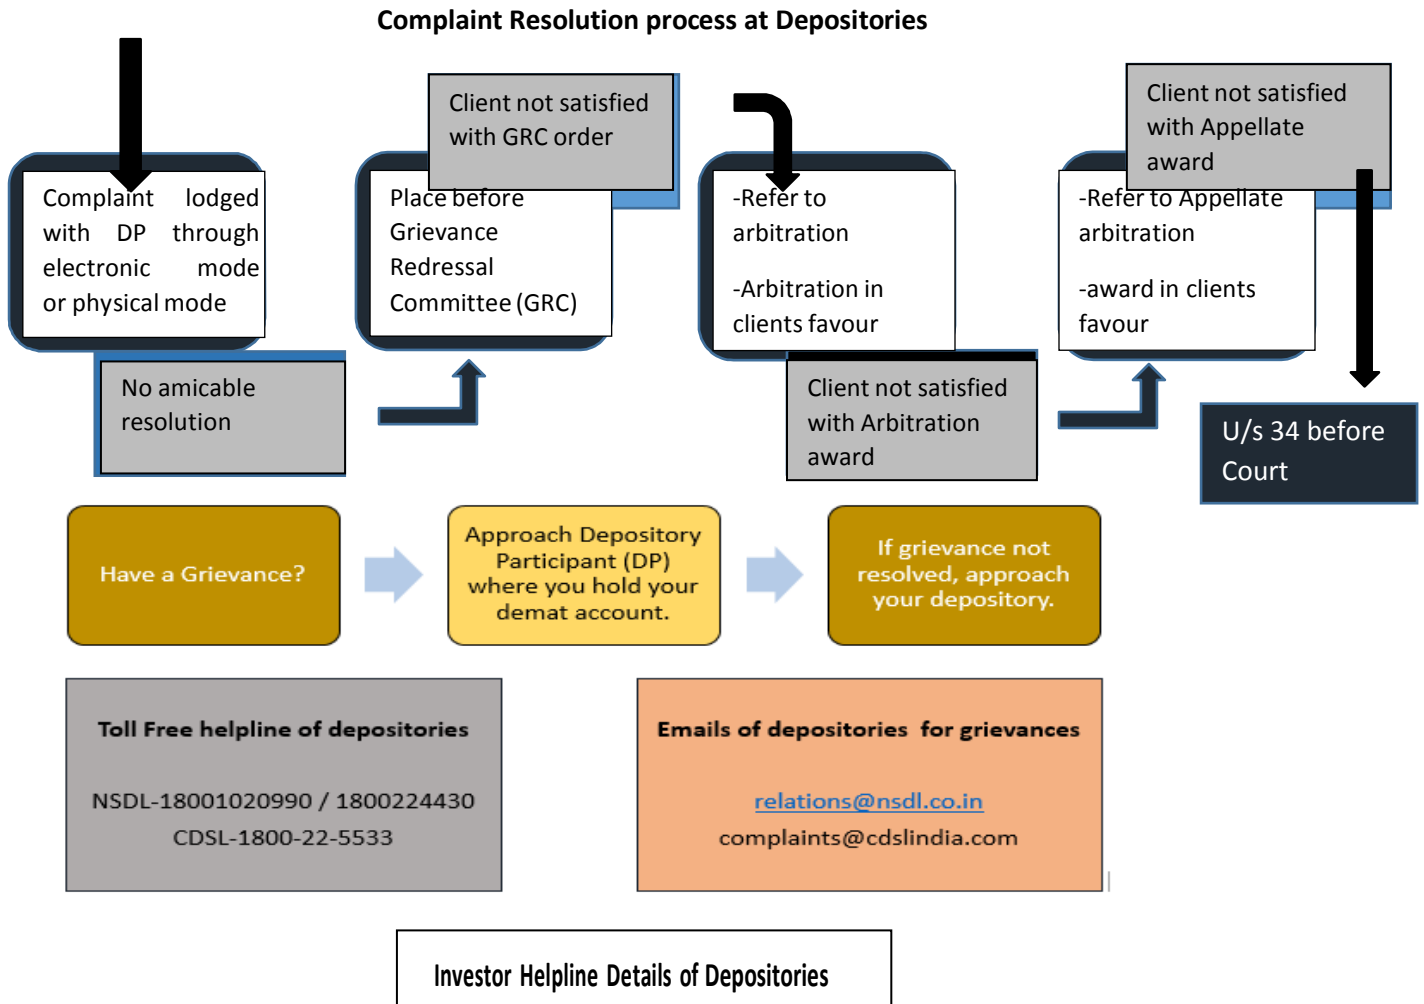 Complaint Resolution process at Depositories
Complaint lodged
with DP through
electronic mode
or physical mode
No amicable
resolution
Place before
Grievance
Redressal
Committee (GRC)
Client not satisfied
with GRC order
-Refer to
arbitration
-Arbitration in
clients favour
Client not satisfied
with Arbitration
award
-Refer to Appellate
arbitration
-award in clients
favour
Client not satisfied
with Appellate
award
U/s 34 before
Court
Have a Grievance?
Approach Depository
Participant (DP)
where you hold your
demat account.
If grievance not
resolved, approach
your depository.
Toll Free helpline of depositories
NSDL-18001020990 / 1800224430
CDSL-1800-22-5533
Emails of depositories for grievances
relations@nsdl.co.in
complaints@cdslindia.com
Investor Helpline Details of Depositories